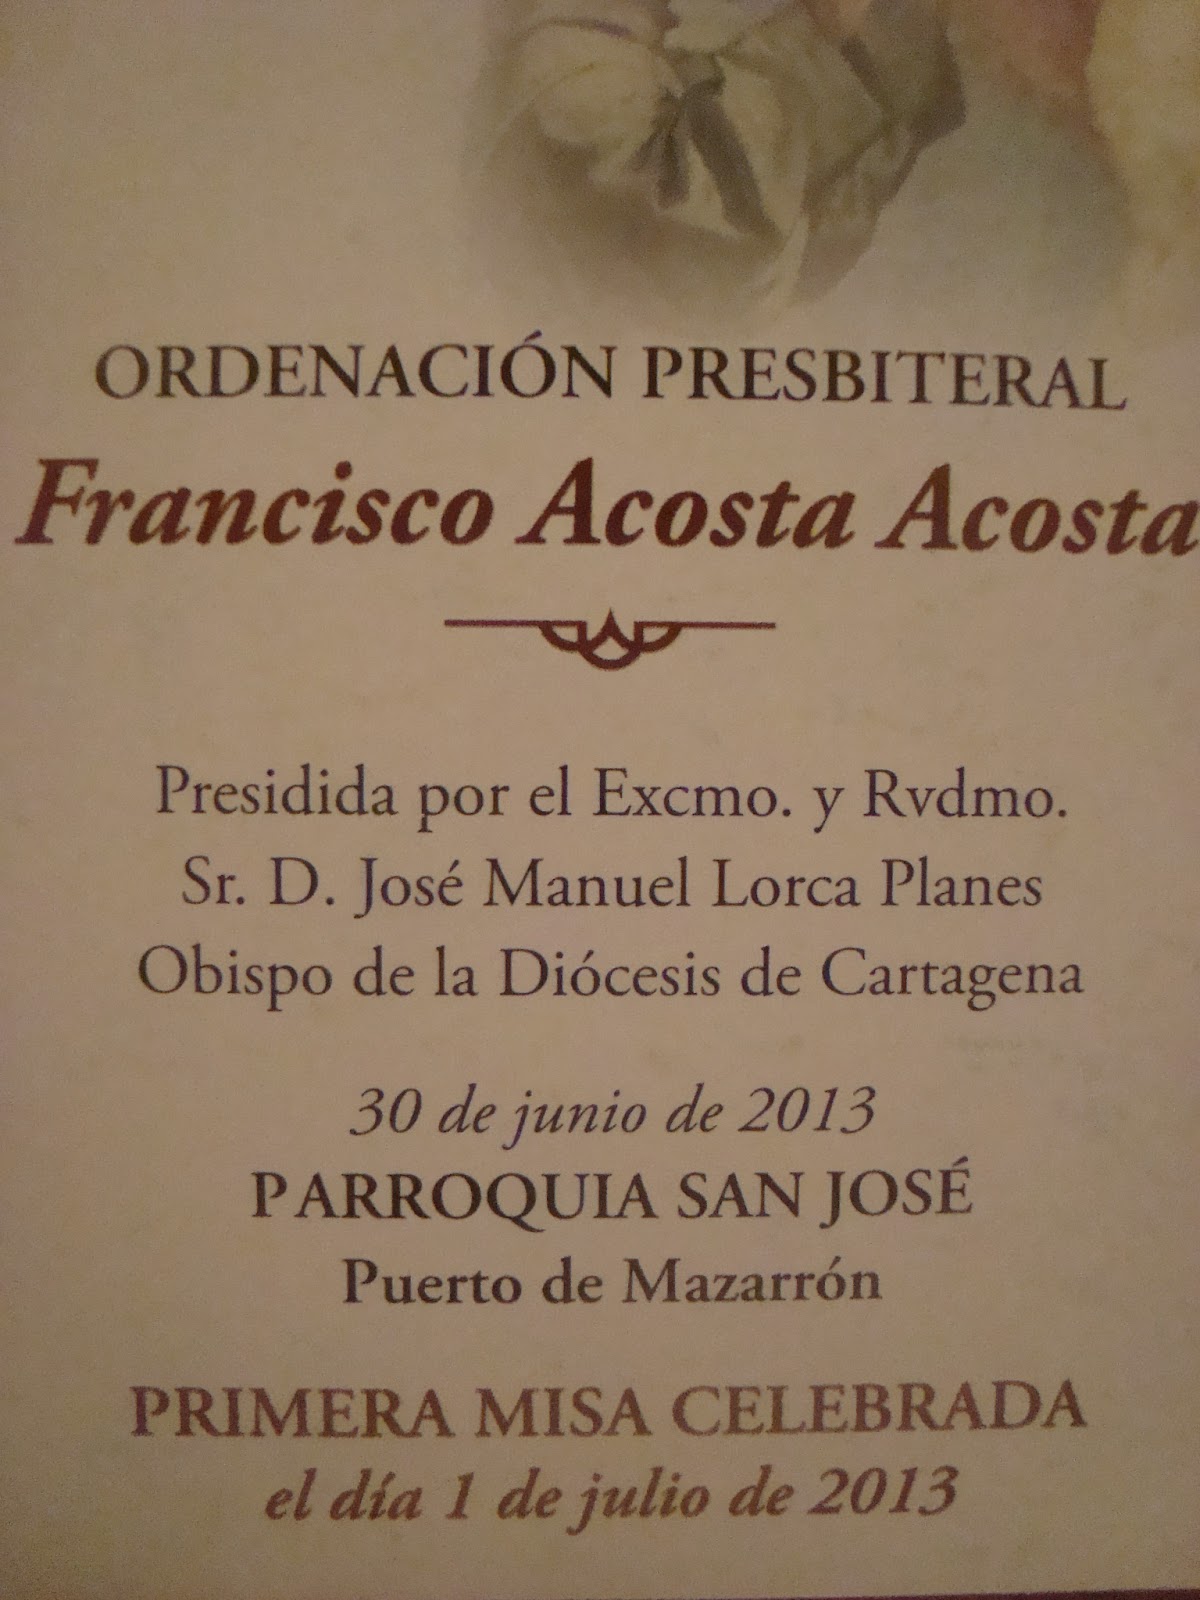 ORDENACIÓN PRESBITERAL
Francisco Acosta Acosta
Presidida por el Excmo. y Rvdmo.
Sr. D. José Manuel Lorca Planes
Obispo de la Diócesis de Cartagena
30 de junio de 2013
PARROQUIA SAN JOSÉ
Puerto de Mazarrón
PRIMERA MISA CELEBRADA
el día 1 de julio de 2013